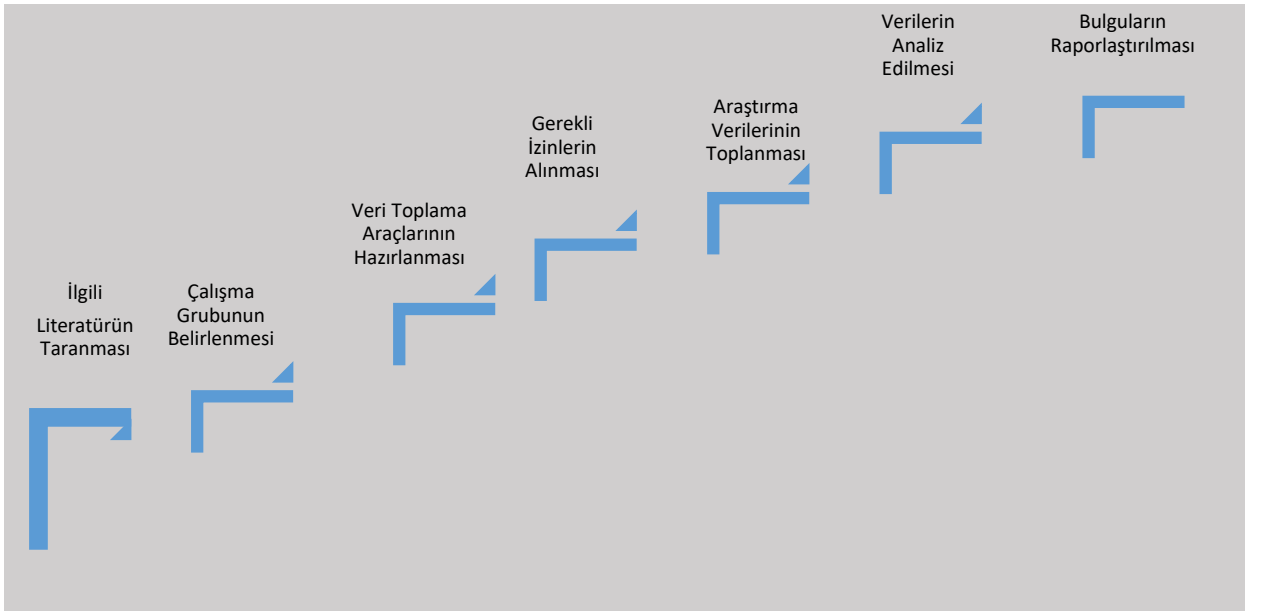 İlgili
Literatürün
Taranması
Çalışma
Grubunun
Belirlenmesi
Veri Toplama
Araçlarının
Hazırlanması
Gerekli
İzinlerin
Alınması
Araştırma
Verilerinin
Toplanması
Verilerin
Analiz
Edilmesi
Bulguların
Raporlaştırılması